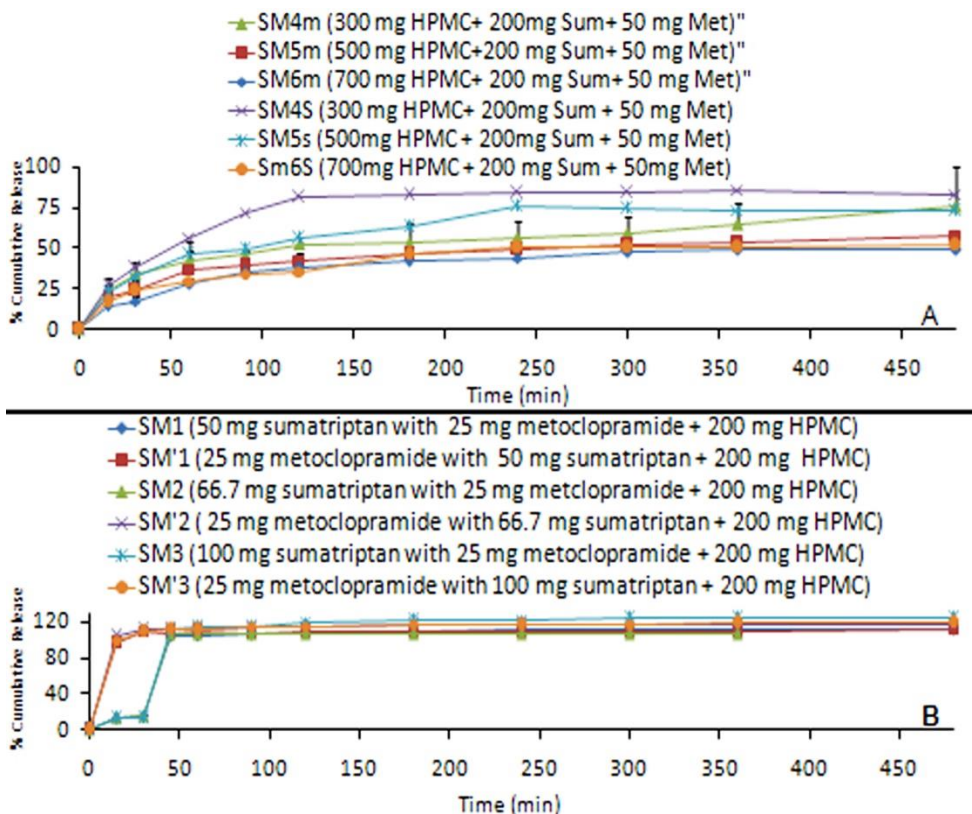 SM4m (300 mg HPMC+ 200mg Sum+ 50 mg Met)"
SM5m (500 mg HPMC+200 mg Sum+ 50 mg Met)"
SM6m (700 mg HPMC+ 200 mg Sum+ 50 mg Met)"
SM4S (300 mg HPMC+ 200mg Sum + 50 mg Met)
SM5s (500mg HPMC + 200mg Sum + 50 mg Met)
Sm6S (700mg HPMC + 200 mg Sum + 50mg Met)
% Cumulative Release
100
75
50
25
0
A
0 50 100 150 200 250 300 350 400 450
Time (min)
SM1 (50 mg sumatriptan with 25 mg metoclopramide + 200 mg HPMC)
SM'1 (25 mg metoclopramide with 50 mg sumatriptan + 200 mg HPMC)
SM2 (66.7 mg sumatriptan with 25 mg metclopramide + 200 mg HPMC)
SM'2 ( 25 mg metoclopramide with 66.7 mg sumatriptan + 200 mg HPMC)
SM3 (100 mg sumatriptan with 25 mg metoclopramide + 200 mg HPMC)
SM'3 (25 mg metoclopramide with 100 mg sumatriptan + 200 mg HPMC)
% Cumulative Release
120
80
40
0
B
0 50 100 150 200 250 300 350 400 450
Time (min)